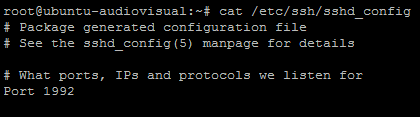 root@ubuntu-audiovisual:~# cat /etc/ssh/sshd_config
# Package generated configuration file
# See the sshd_config(5) manpage for details

# What ports, IPs and protocols we listen for
Port 1992